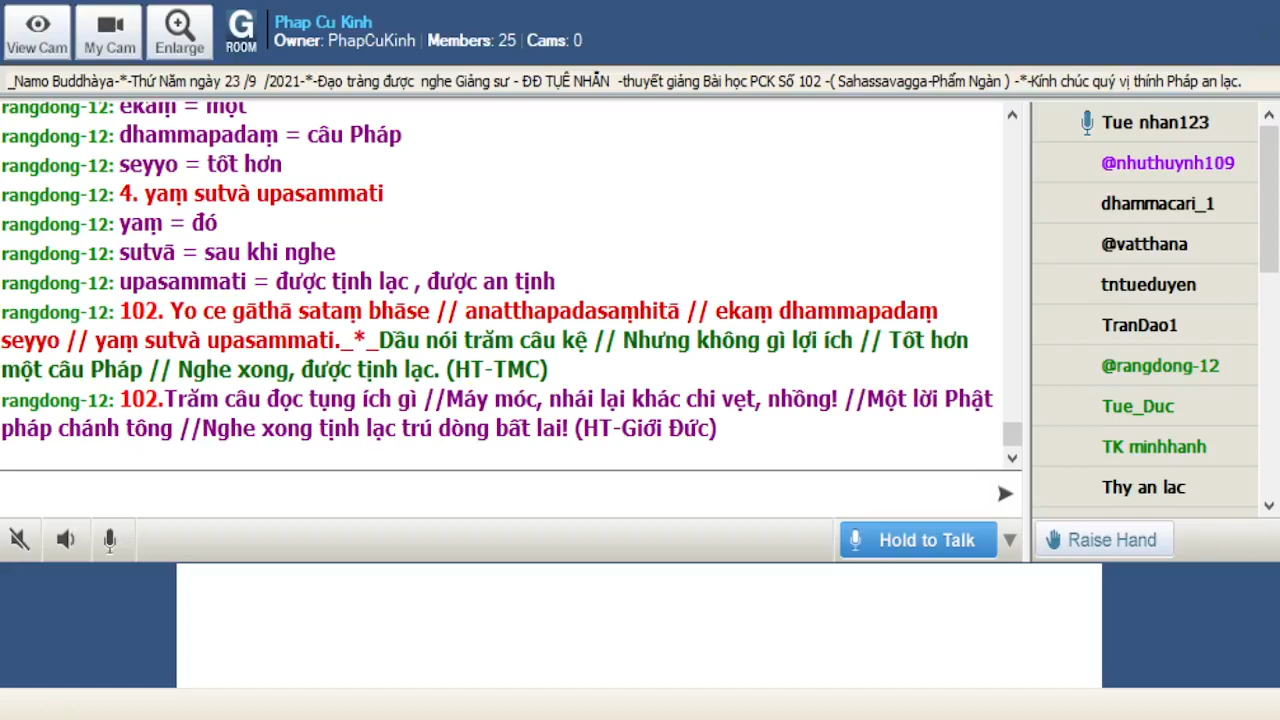 View Cam
My Cam
Enlarge
G
ROOM
Phap Cu Kinh
Owner: PhapCuKinh | Members: 25 | Cams: 0
_Namo Buddhàya-*-Thứ Năm ngày 23 /9 /2021-*-Đạo tràng được nghe Giảng sư - ĐĐ TUỆ NHẪN -thuyết giảng Bài học PCK Số 102 -( Sahassavagga-Phẩm Ngàn ) -*-Kính chúc quý vị thính Pháp an lạc.
rangdong-12: ekaṃ = một
rangdong-12: dhammapadaṃ = câu Pháp
rangdong-12: seyyo = tốt hơn
rangdong-12: 4. yaṃ sutvà upasammati
rangdong-12: yaṃ = đó
rangdong-12: sutvā = sau khi nghe
rangdong-12: upasammati = được tịnh lạc , được an tịnh
rangdong-12: 102. Yo ce gāthā sataṃ bhāse // anatthapadasaṃhitā // ekaṃ dhammapadaṃ
seyyo // yaṃ sutvà upasammati._*_Dầu nói trăm câu kệ // Nhưng không gì lợi ích // Tốt hơn
một câu Pháp // Nghe xong, được tịnh lạc. (HT-TMC)
rangdong-12: 102.Trăm câu đọc tụng ích gì //Máy móc, nhái lại khác chi vẹt, nhồng! //Một lời Phật
pháp chánh tông //Nghe xong tịnh lạc trú dòng bất lai! (HT-Giới Đức)
Hold to Talk
Tue nhan123
@nhuthuynh109
dhammacari_1
@vatthana
tntueduyen
TranDao1
@rangdong-12
Tue_Duc
TK minhhanh
Thy an lac
Raise Hand